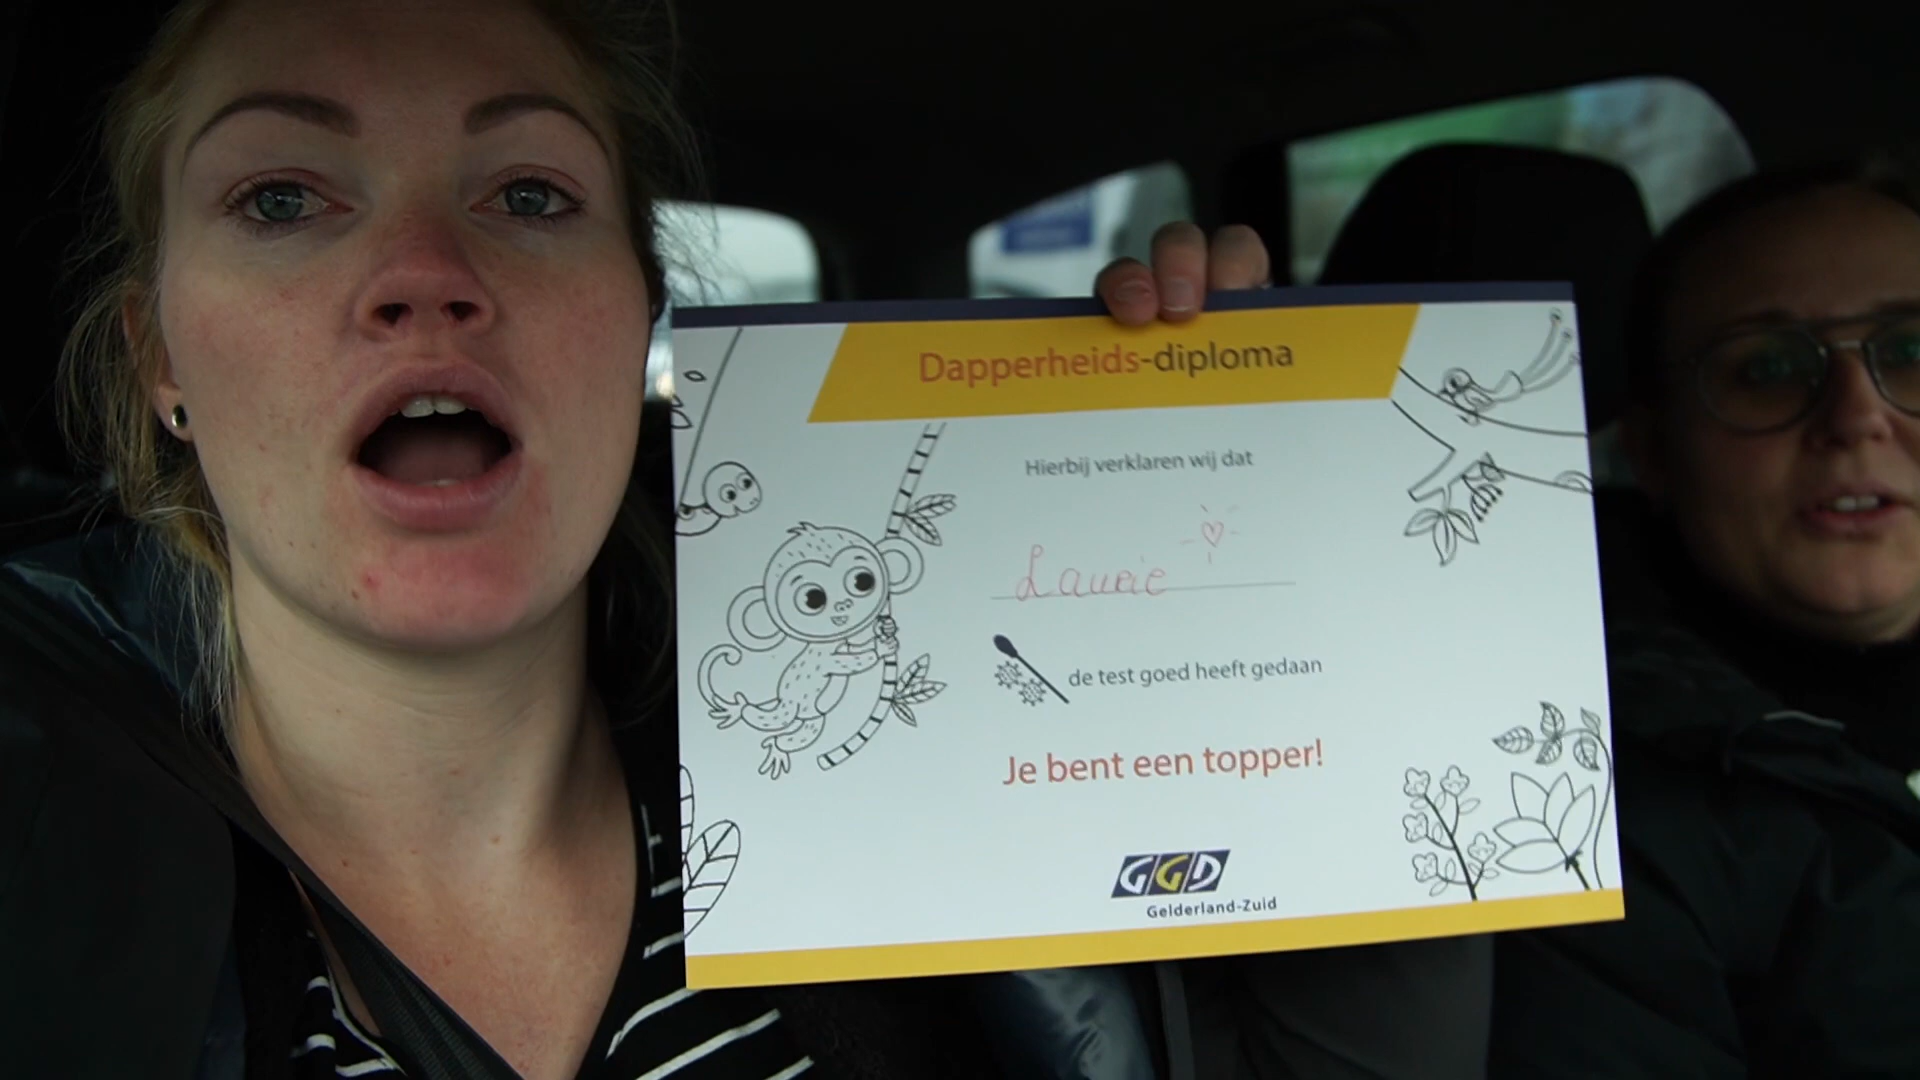 Dapperheids-diploma
Hierbij verklaren wij dat
Laurie
de test goed heeft gedaan
Je bent een topper!
GGD
Gelderland-Zuid